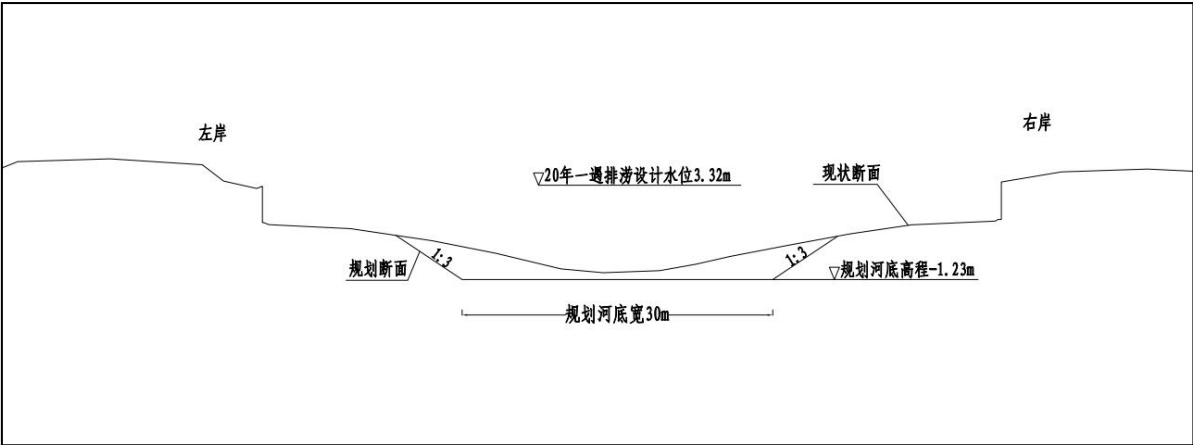 左岸
右岸
20年一遇排涝设计水位3.32m
现状断面
1:3
1:3
规划断面
规划河底高程-1.23m
规划河底宽30m